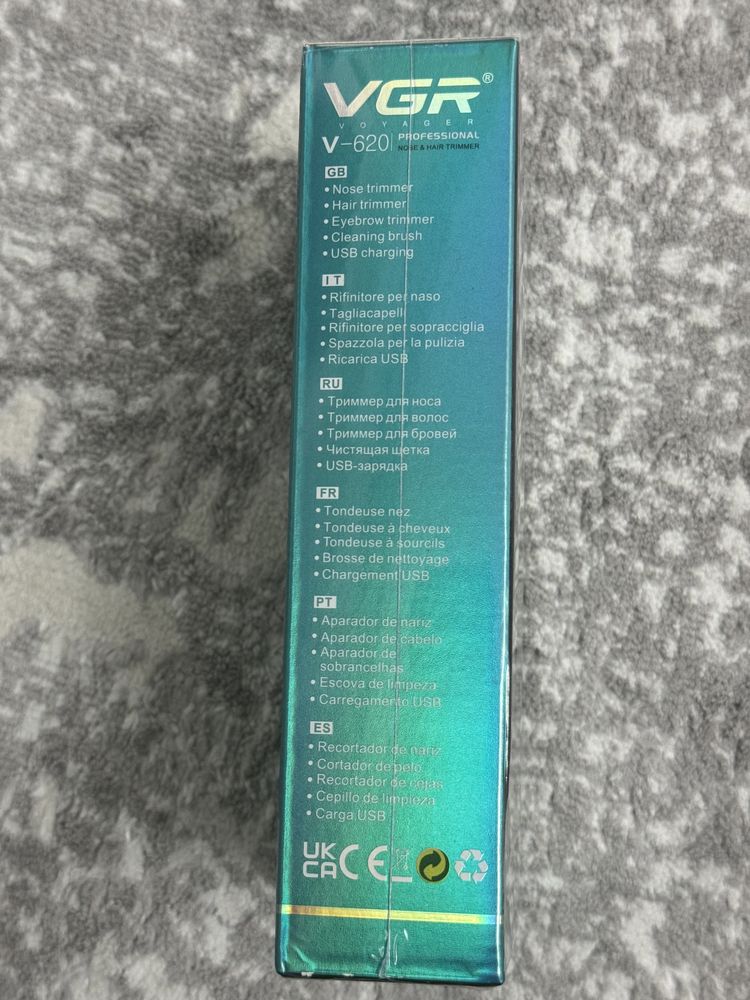 VGR®
VOYAGER
V-620 PROFESSIONAL
NOSE & HAIR TRIMMER
GB
• Nose trimmer
• Hair trimmer
• Eyebrow trimmer
• Cleaning brush
• USB charging
IT
• Rifinitore per naso
• Tagliacapelli
• Rifinitore per sopracciglia
• Spazzola per la pulizia
• Ricarica USB
RU
• Триммер для носа
• Триммер для волос
• Триммер для бровей
• Чистящая щетка
• USB-зарядка
FR
• Tondeuse nez
• Tondeuse à cheveux
• Tondeuse à sourcils
• Brosse de nettoyage
• Chargement USB
PT
• Aparador de nariz
• Aparador de cabelo
• Aparador de
sobrancelhas
• Escova de limpeza
• Carregamento USB
ES
• Recortador de nariz
• Cortador de pelo
• Recortador de cejas
• Cepillo de limpieza
• Carga USB
UK
CA CE